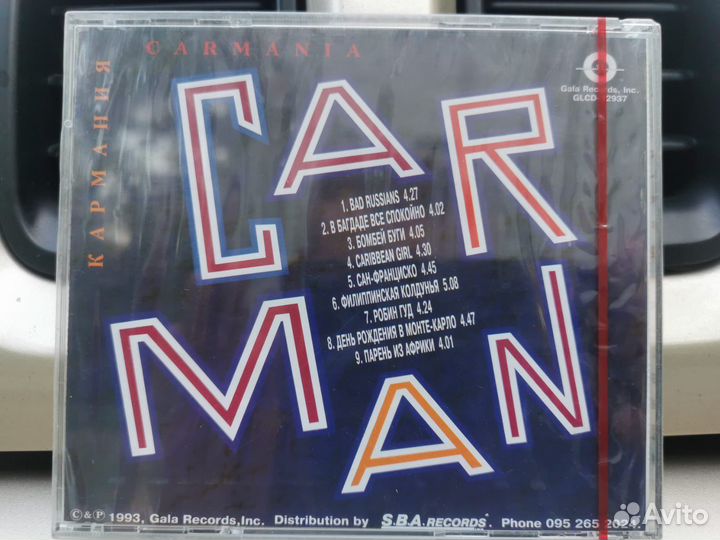 CARMANIA
КАРМАНИЯ
Gala Records, Inc.
CAR
MAN
1. BAD RUSSIANS 4.27
2. В БАГДАДЕ ВСЕ СПОКОЙНО 4.02
3. БОМБЕЙ БУГИ 4.05
4. CARIBBEAN GIRL 4.30
5. САН-ФРАНЦИСКО 4.45
6. ФИЛИППИНСКАЯ КОЛДУНЬЯ 5.08
7. РОБИН ГУД 4.24
8. ДЕНЬ РОЖДЕНИЯ В МОНТЕ-КАРЛО 4.47
9. ПАРЕНЬ ИЗ АФРИКИ 4.01
©&℗ 1993, Gala Records,Inc. Distribution by S.B.A.RECORDS. Phone 095 265 2024.
Avito